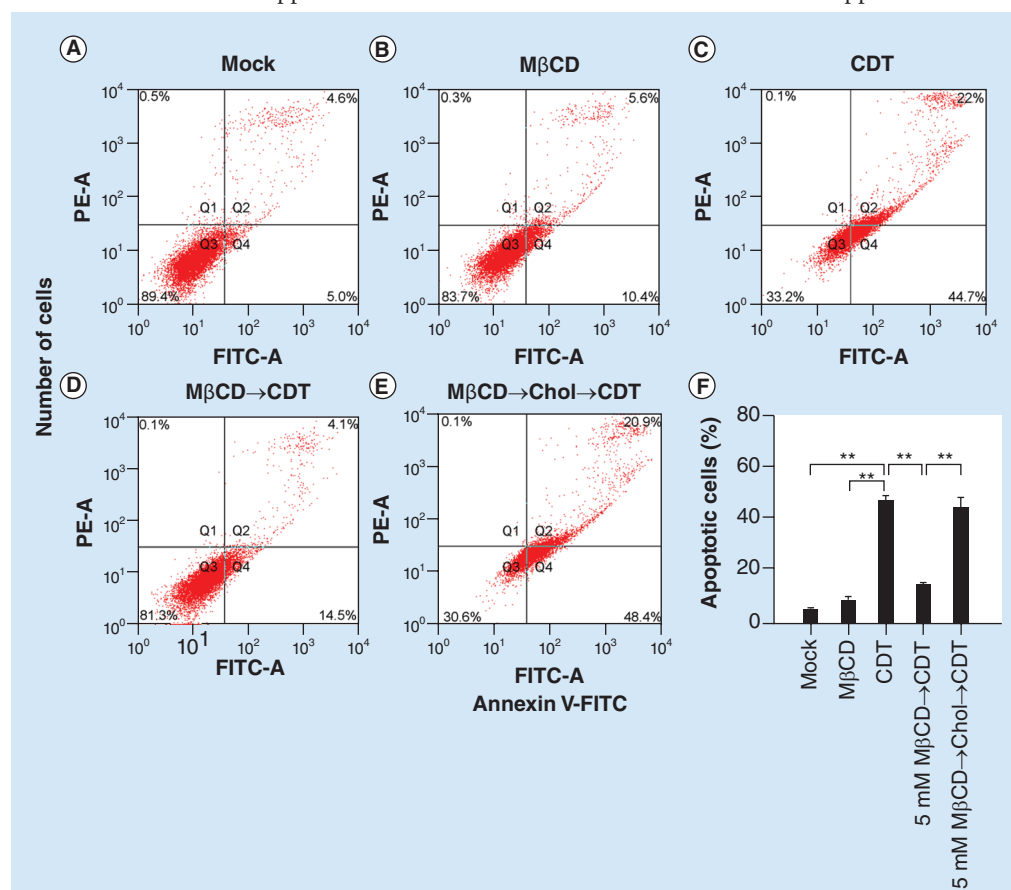 A
Mock
0.5%
4.6%
10^4
10^3
10^2
10^1
10^0
PE-A
Q1 Q2
Q3 Q4
89.4%
5.0%
10^0 10^1 10^2 10^3 10^4
FITC-A
B
MβCD
0.3%
5.6%
10^4
10^3
10^2
10^1
10^0
PE-A
Q1 Q2
Q3 Q4
83.7%
10.4%
10^0 10^1 10^2 10^3 10^4
FITC-A
C
CDT
0.1%
22%
10^4
10^3
10^2
10^1
10^0
PE-A
Q1 Q2
Q3 Q4
33.2%
44.7%
10^0 10^1 10^2 10^3 10^4
FITC-A
Number of cells
D
MβCD→CDT
0.1%
4.1%
10^4
10^3
10^2
10^1
10^0
PE-A
Q1 Q2
Q3 Q4
81.3%
14.5%
10^0 10^1 10^2 10^3 10^4
FITC-A
E
MβCD→Chol→CDT
0.1%
20.9%
10^4
10^3
10^2
10^1
10^0
PE-A
Q1 Q2
Q3 Q4
30.6%
48.4%
10^0 10^1 10^2 10^3 10^4
FITC-A
Annexin V-FITC
F
80
60
40
20
0
Apoptotic cells (%)
** ** **
**
Mock
MβCD
CDT
5 mM MβCD→CDT
5 mM MβCD→Chol→CDT